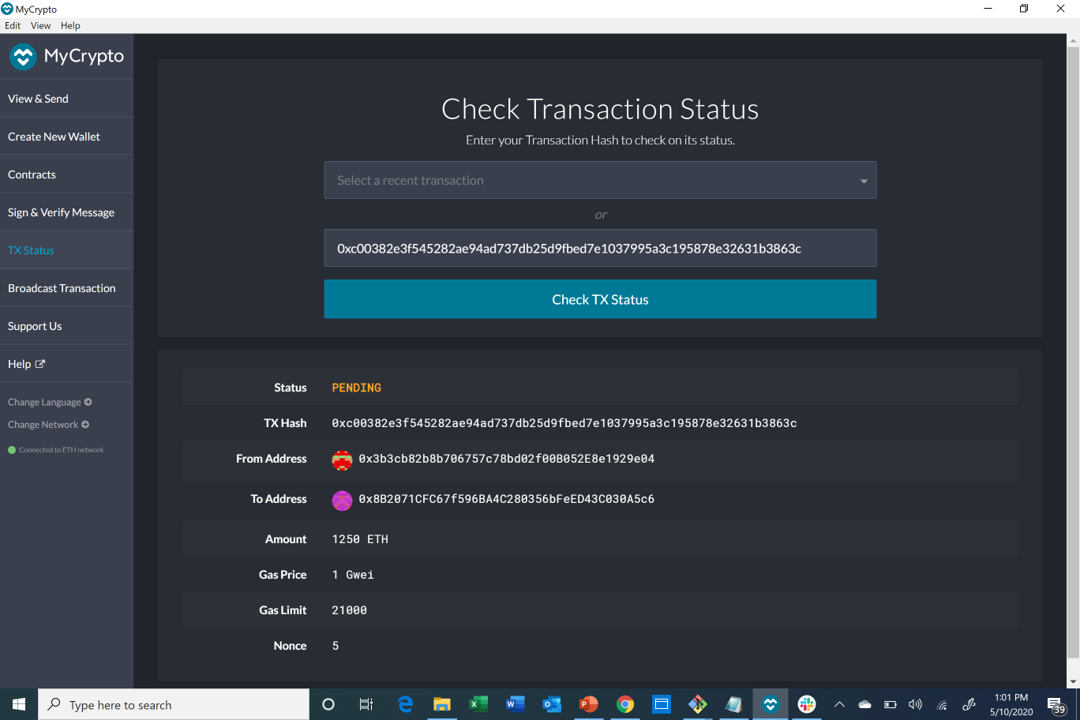 MyCrypto
Edit View Help
MyCrypto
View & Send
Create New Wallet
Contracts
Sign & Verify Message
TX Status
Broadcast Transaction
Support Us
Help
Change Language
Change Network
Connected to ETH network
Check Transaction Status
Enter your Transaction Hash to check on its status.
Select a recent transaction
or
0xc00382e3f545282ae94ad737db25d9fbed7e1037995a3c195878e32631b3863c
Check TX Status
Status PENDING
TX Hash 0xc00382e3f545282ae94ad737db25d9fbed7e1037995a3c195878e32631b3863c
From Address 0x3b3cb82b8b706757c78bd02f00B052E8e1929e04
To Address 0x8B2071CFC67f596BA4C280356bFeED43C030A5c6
Amount 1250 ETH
Gas Price 1 Gwei
Gas Limit 21000
Nonce 5
Type here to search
1:01 PM
5/10/2020
39